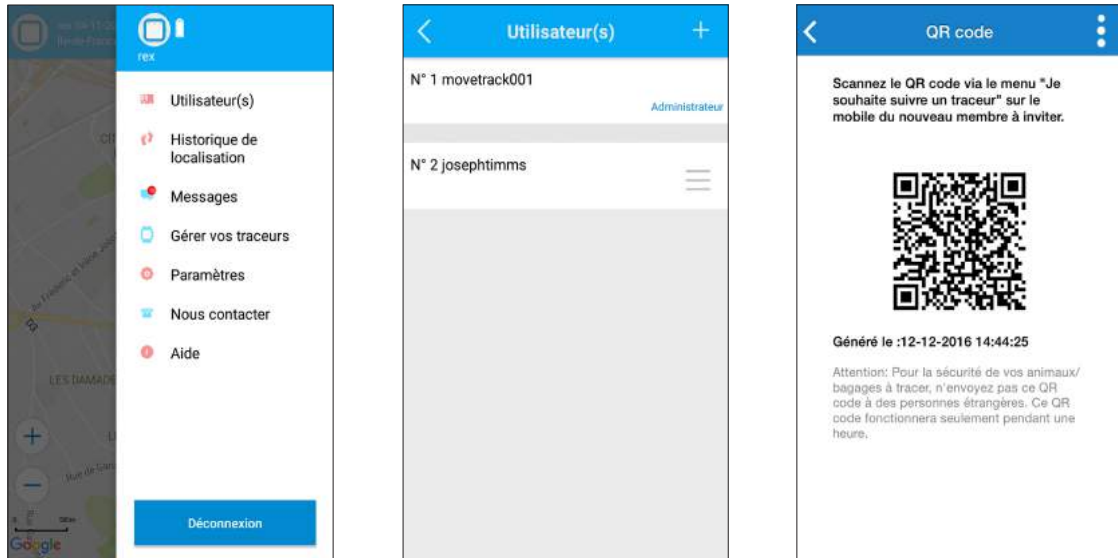 rex
Utilisateur(s)
Historique de
localisation
Messages
Gérer vos traceurs
Paramètres
Nous contacter
Aide
LES DAMADE
Déconnexion
Google
Utilisateur(s)
N° 1 movetrack001
Administrateur
N° 2 josephtimms
QR code
Scannez le QR code via le menu "Je
souhaite suivre un traceur" sur le
mobile du nouveau membre à inviter.
Généré le :12-12-2016 14:44:25
Attention: Pour la sécurité de vos animaux/
bagages à tracer, n'envoyez pas ce QR
code à des personnes étrangères. Ce QR
code fonctionnera seulement pendant une
heure.